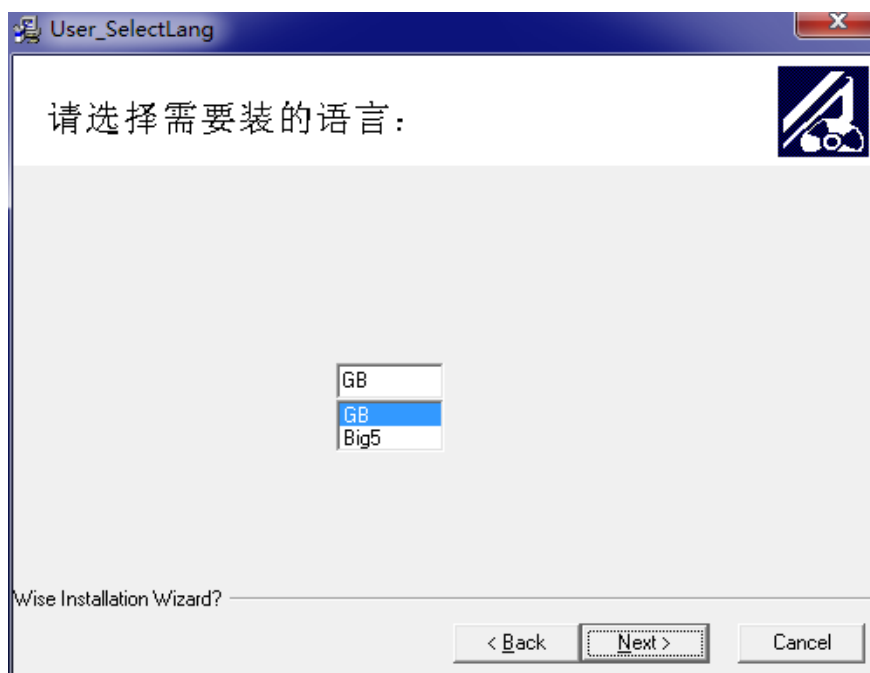 User_SelectLang
请选择需要装的语言：
GB
GB
Big5
Wise Installation Wizard?
< Back
Next >
Cancel